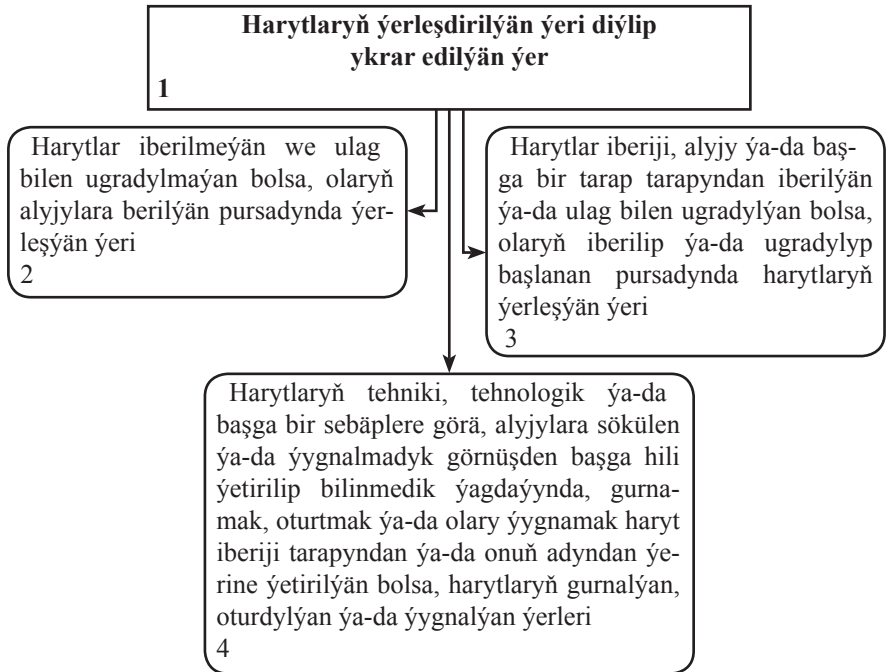 Harytlaryň ýerleşdirilýän ýeri diýlip
ykrar edilýän ýer
1
Harytlar iberilmeýän we ulag
bilen ugradylmaýan bolsa, olaryň
alyjylara berilýän pursadynda ýer-
leşýän ýeri
2
Harytlar iberiji, alyjy ýa-da baş-
ga bir tarap tarapyndan iberilýän
ýa-da ulag bilen ugradylýan bolsa,
olaryň iberilip ýa-da ugradylyp
başlanan pursadynda harytlaryň
ýerleşýän ýeri
3
Harytlaryň tehniki, tehnologik ýa-da
başga bir sebäplere görä, alyjylara sökülen
ýa-da ýygnalmadyk görnüşden başga hili
ýetirilip bilinmedik ýagdaýynda, gurna-
mak, oturtmak ýa-da olary ýygnamak haryt
iberiji tarapyndan ýa-da onuň adyndan ýe-
rine ýetirilýän bolsa, harytlaryň gurnalýan,
oturdylýan ýa-da ýygnalýan ýerleri
4